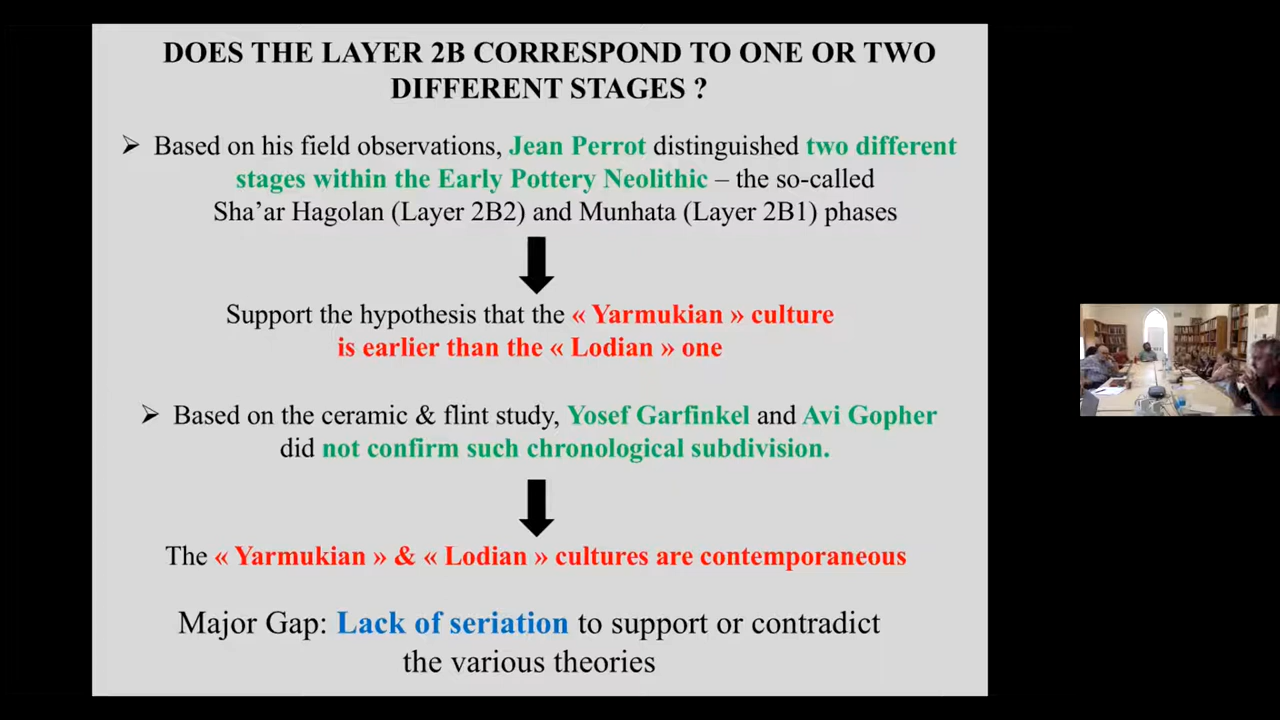 DOES THE LAYER 2B CORRESPOND TO ONE OR TWO
DIFFERENT STAGES ?
➢ Based on his field observations, Jean Perrot distinguished two different
stages within the Early Pottery Neolithic – the so-called
Sha’ar Hagolan (Layer 2B2) and Munhata (Layer 2B1) phases
Support the hypothesis that the « Yarmukian » culture
is earlier than the « Lodian » one
➢ Based on the ceramic & flint study, Yosef Garfinkel and Avi Gopher
did not confirm such chronological subdivision.
The « Yarmukian » & « Lodian » cultures are contemporaneous
Major Gap: Lack of seriation to support or contradict
the various theories